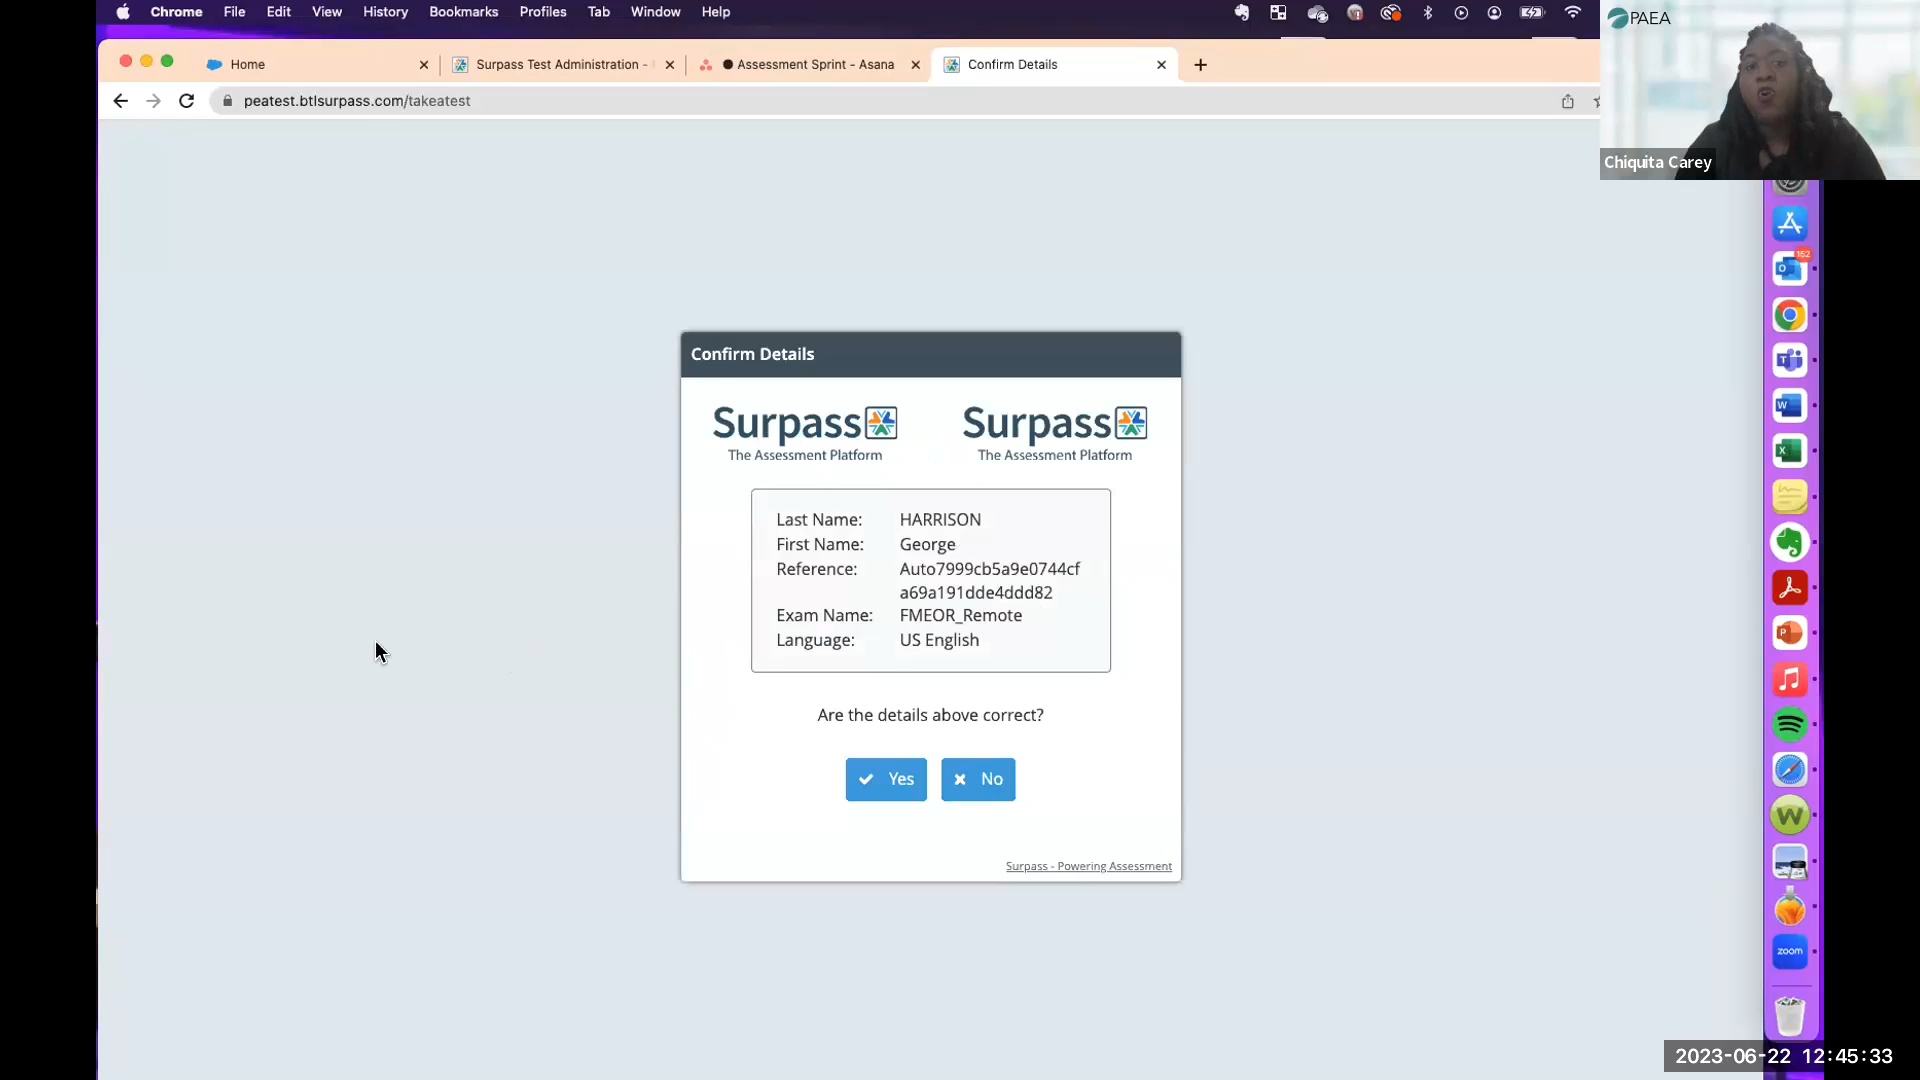 Chrome File Edit View History Bookmarks Profiles Tab Window Help
PAEA
Home
Surpass Test Administration -
Assessment Sprint - Asana
Confirm Details
peatest.btlsurpass.com/takeatest
Chiquita Carey
152
Confirm Details
Surpass Surpass
The Assessment Platform The Assessment Platform
Last Name: HARRISON
First Name: George
Reference: Auto7999cb5a9e0744cf
a69a191dde4ddd82
Exam Name: FMEOR_Remote
Language: US English
Are the details above correct?
Yes No
Surpass - Powering Assessment
zoom
2023-06-22 12:45:33